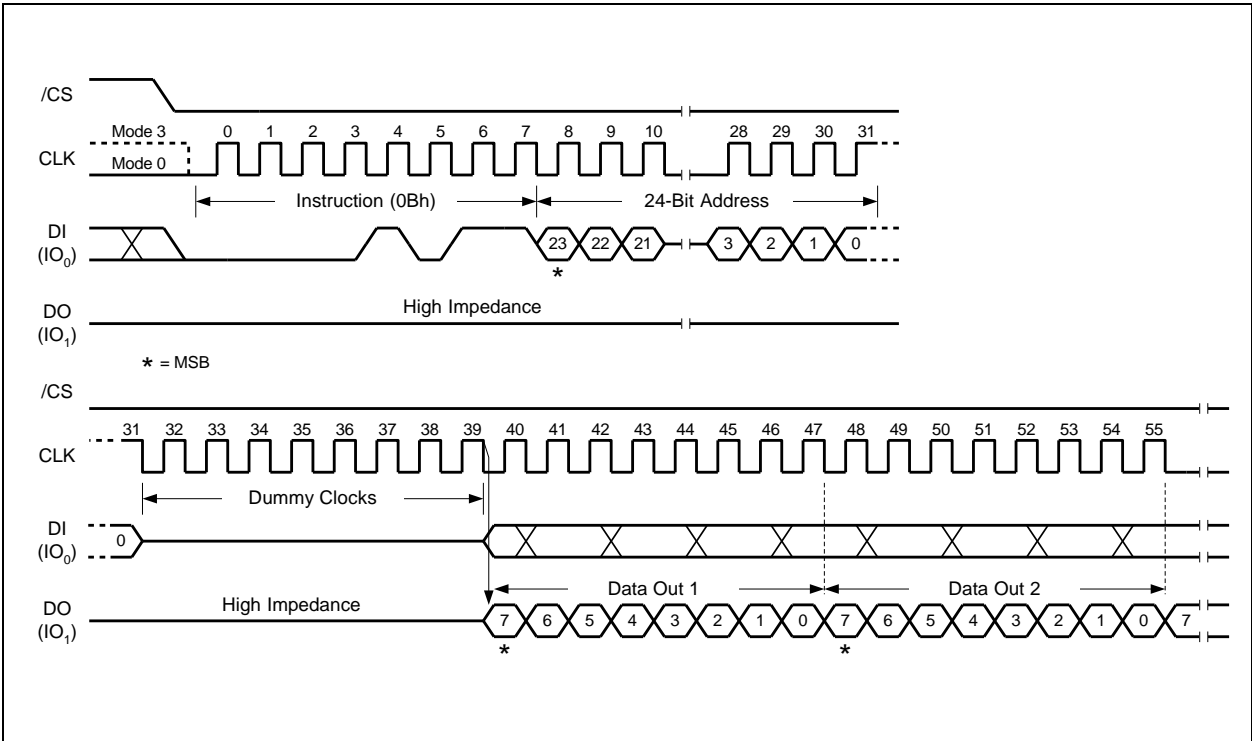 /CS
Mode 3 0 1 2 3 4 5 6 7 8 9 10 28 29 30 31
CLK
Mode 0
Instruction (0Bh) 24-Bit Address
DI
(IO0) 23 22 21 3 2 1 0
*
DO High Impedance
(IO1)
* = MSB
/CS
31 32 33 34 35 36 37 38 39 40 41 42 43 44 45 46 47 48 49 50 51 52 53 54 55
CLK
Dummy Clocks
DI
(IO0) 0
Data Out 1 Data Out 2
DO High Impedance
(IO1) 7 6 5 4 3 2 1 0 7 6 5 4 3 2 1 0 7
* *